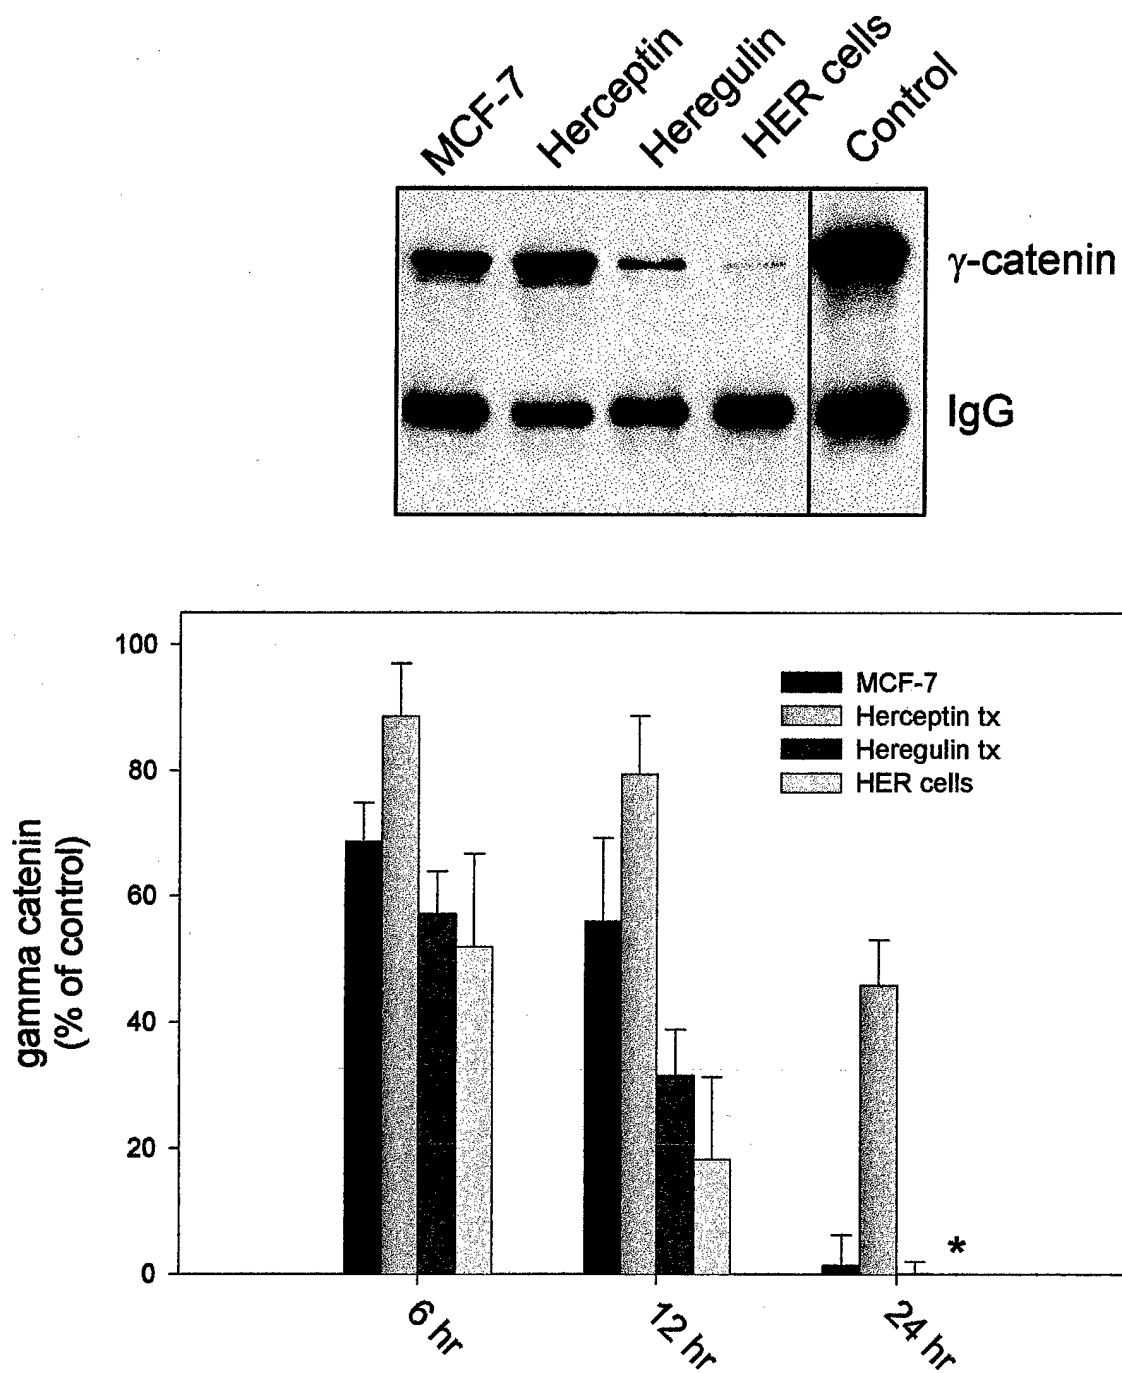 MCF-7
Herceptin
Heregulin
HER cells
Control
γ-catenin
IgG
100
80
60
40
20
0
gamma catenin
(% of control)
MCF-7
Herceptin tx
Heregulin tx
HER cells
*
6 hr
12 hr
24 hr